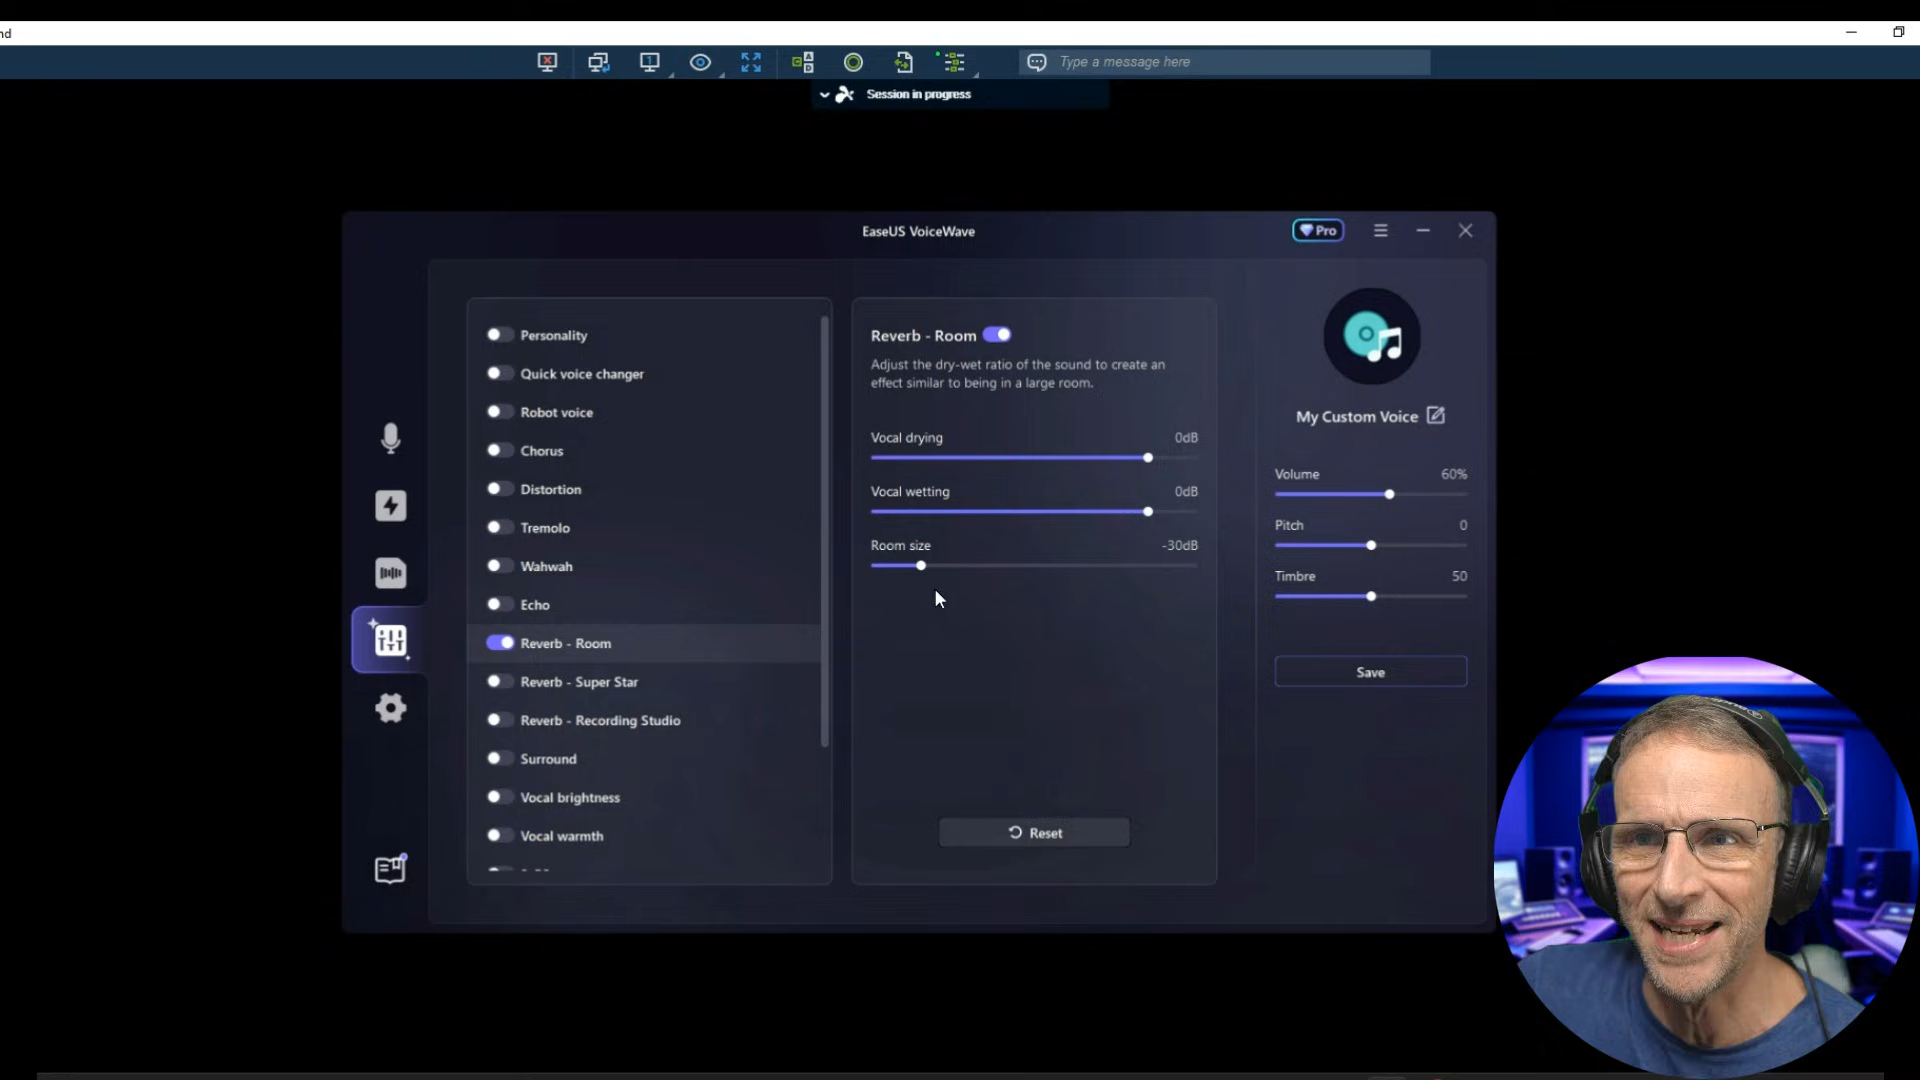 nd
Type a message here
Session in progress
EaseUS VoiceWave
Pro
Personality
Quick voice changer
Robot voice
Chorus
Distortion
Tremolo
Wahwah
Echo
Reverb - Room
Reverb - Super Star
Reverb - Recording Studio
Surround
Vocal brightness
Vocal warmth
Reverb - Room
Adjust the dry-wet ratio of the sound to create an
effect similar to being in a large room.
Vocal drying 0dB
Vocal wetting 0dB
Room size -30dB
Reset
My Custom Voice
Volume 60%
Pitch 0
Timbre 50
Save